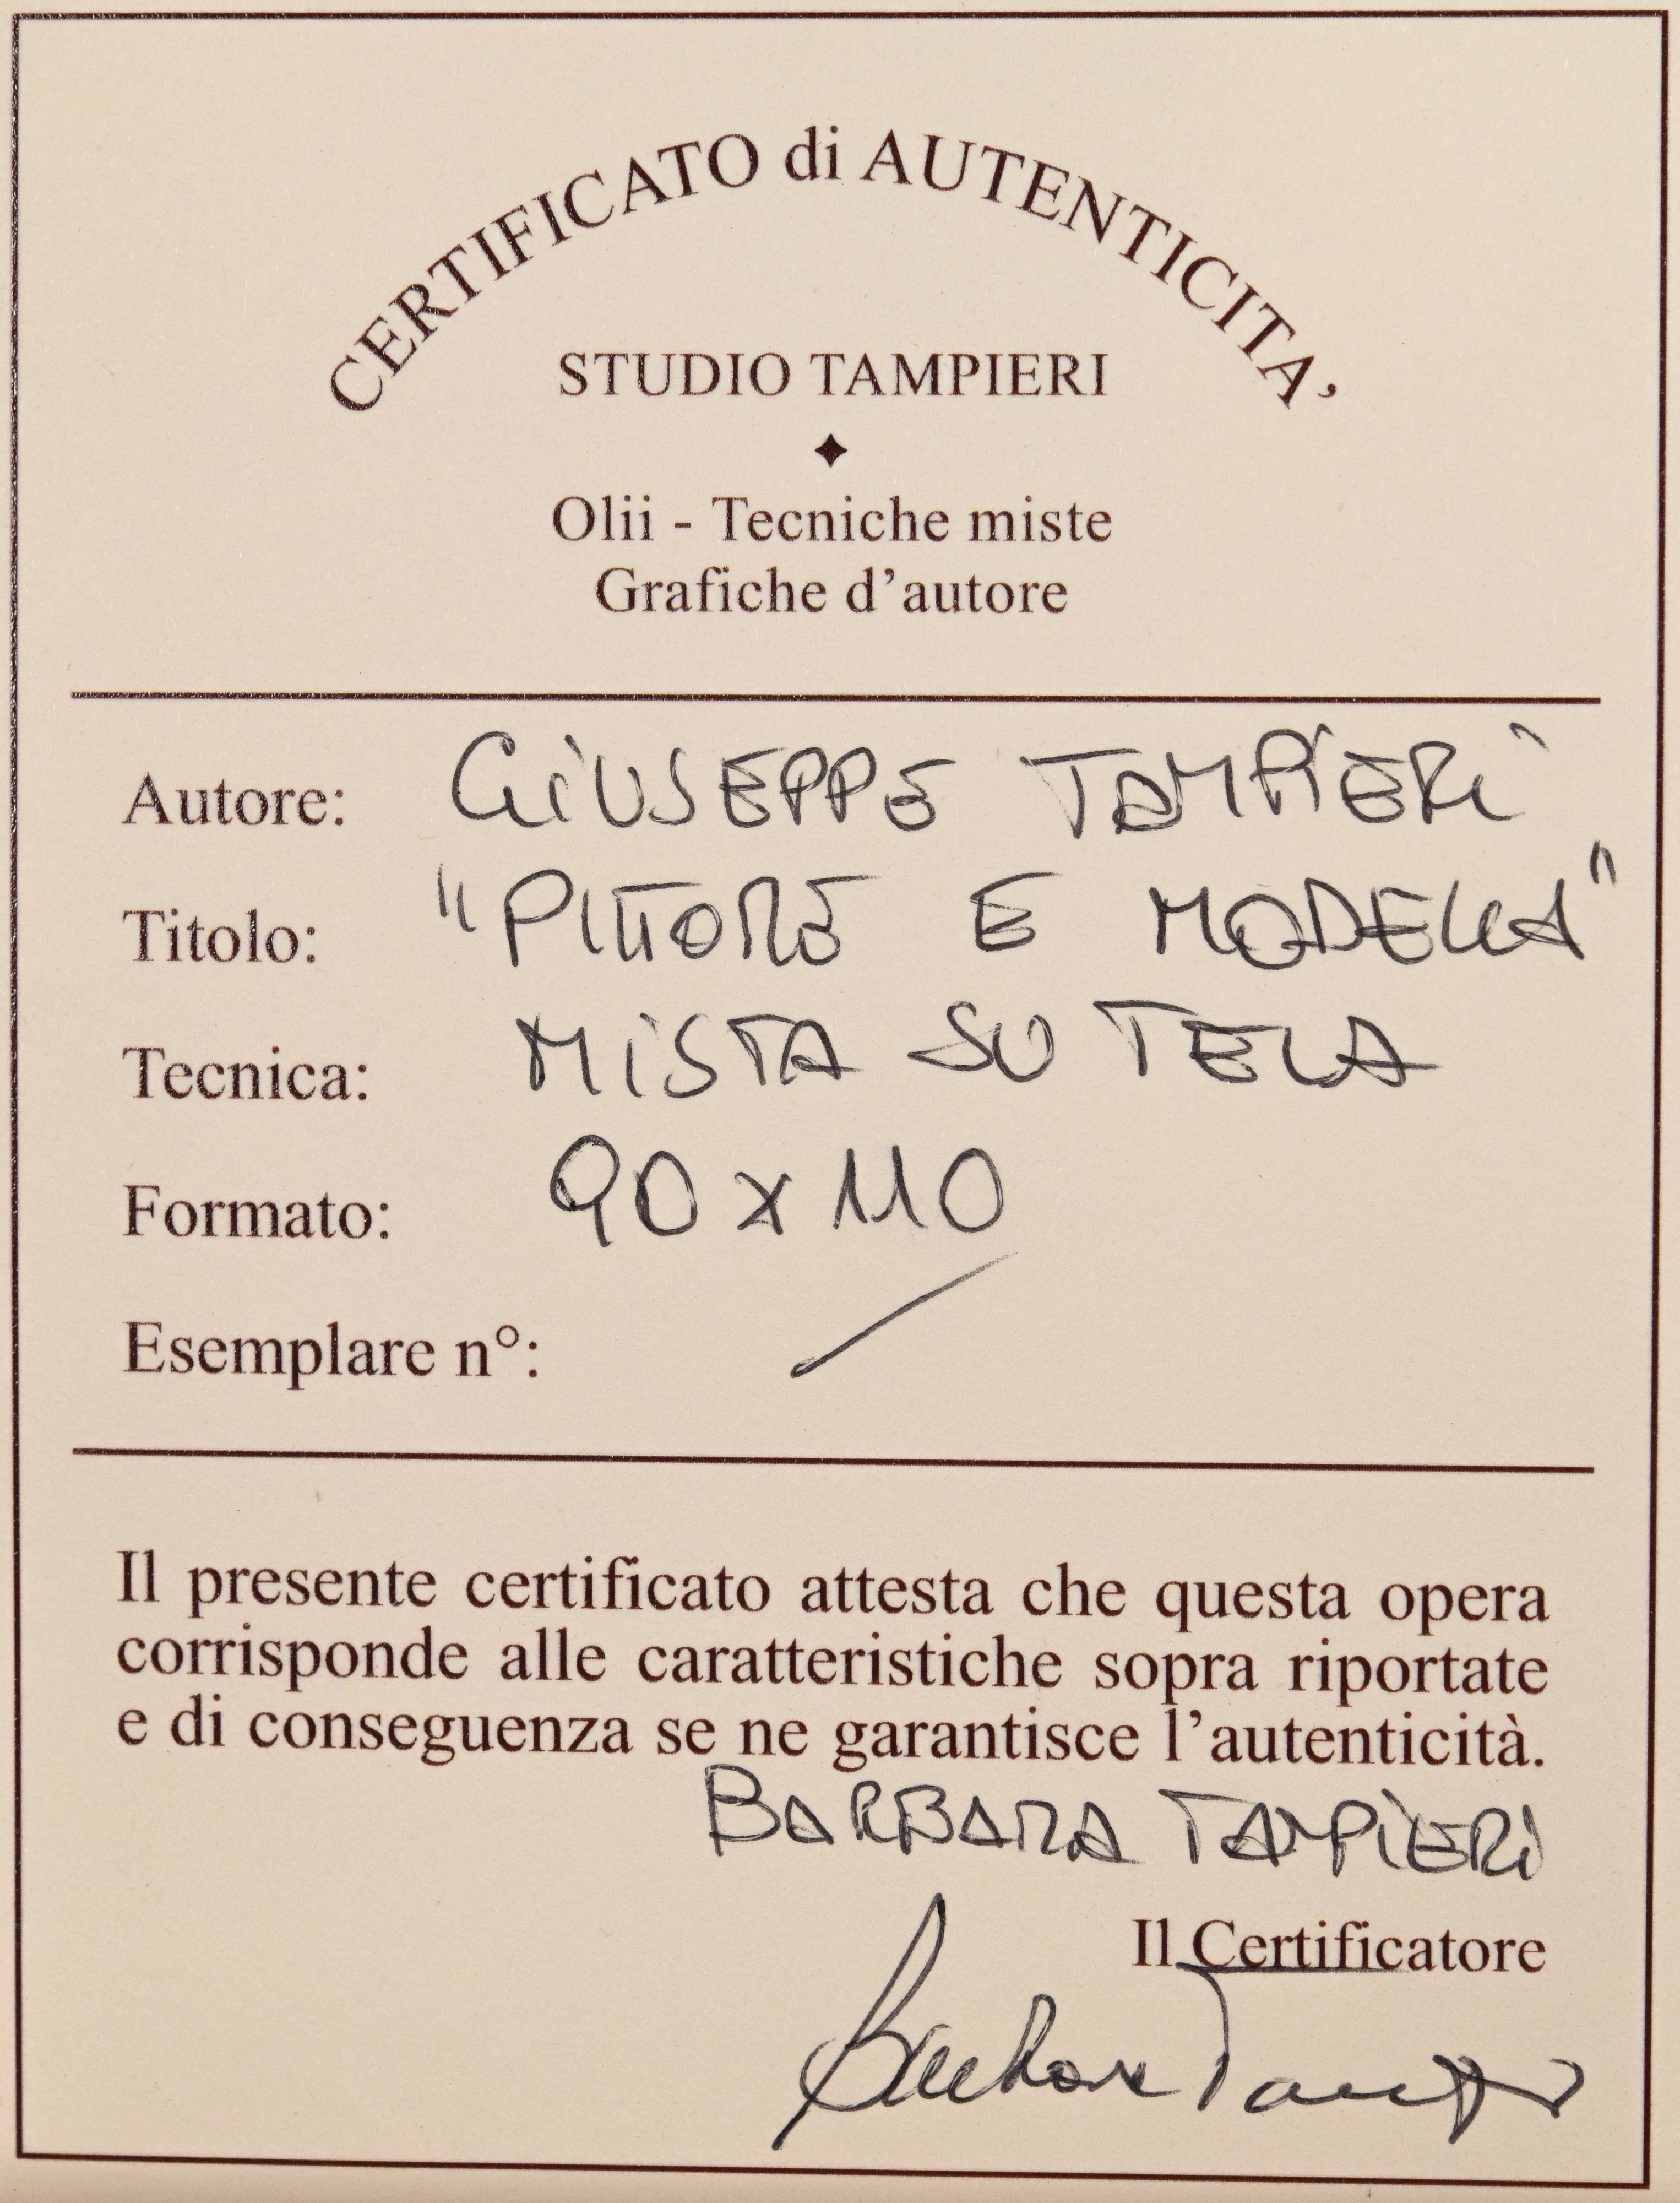 CERTIFICATO di AUTENTICITA'
STUDIO TAMPIERI
Olii - Tecniche miste
Grafiche d'autore
Autore: GIUSEPPE TAMPIERI
Titolo: "PITTORE E MODELLA"
Tecnica: MISTA SU TELA
Formato: 90 x 110
Esemplare n°: /
Il presente certificato attesta che questa opera
corrisponde alle caratteristiche sopra riportate
e di conseguenza se ne garantisce l'autenticità.
BARBARA TAMPIERI
Il Certificatore
Barbara Tampieri